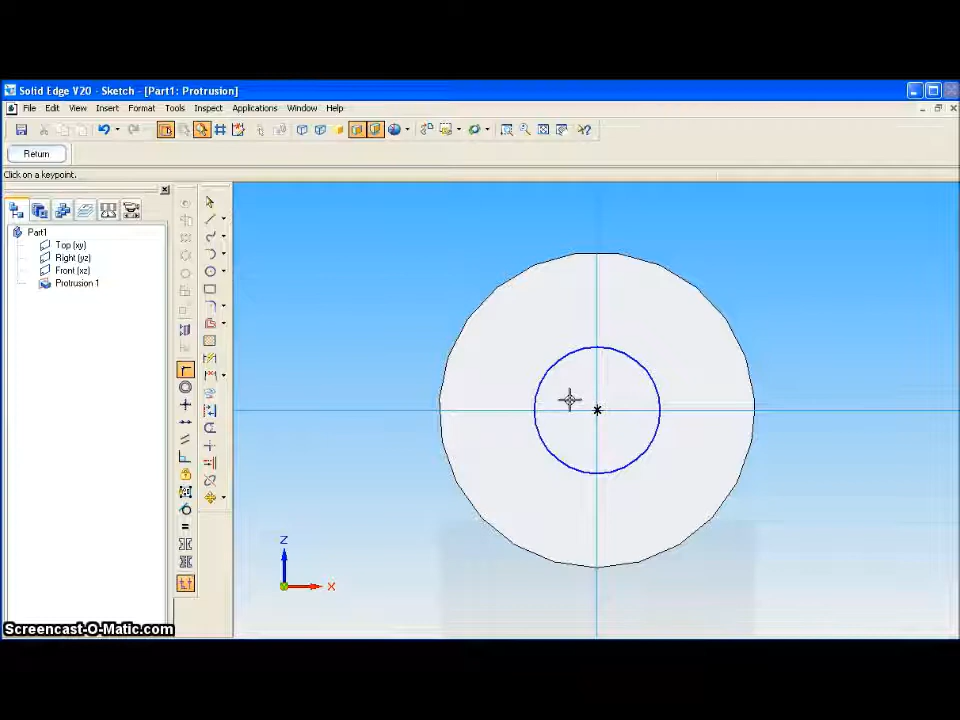 Solid Edge V20 - Sketch - [Part1: Protrusion]
File Edit View Insert Format Tools Inspect Applications Window Help
Return
Click on a keypoint.
Part1
Top (xy)
Right (yz)
Front (xz)
Protrusion 1
Z
X
Screencast-O-Matic.com